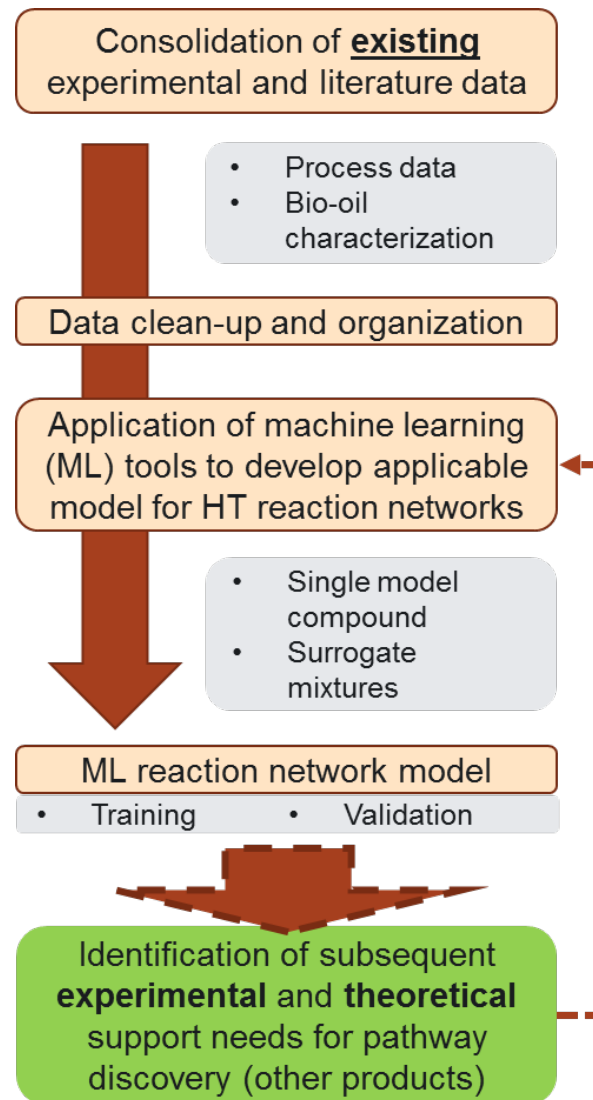 Consolidation of existing
experimental and literature data
• Process data
• Bio-oil
characterization
Data clean-up and organization
Application of machine learning
(ML) tools to develop applicable
model for HT reaction networks
• Single model
compound
• Surrogate
mixtures
ML reaction network model
• Training • Validation
Identification of subsequent
experimental and theoretical
support needs for pathway
discovery (other products)